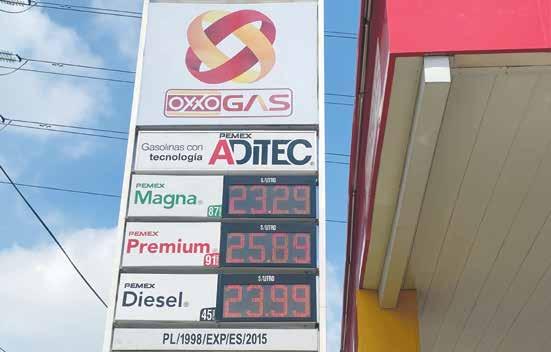 OXXO GAS
PEMEX
Gasolinas con tecnología ADiTEC®
PEMEX
Magna® 87
$/LITRO
23.29
PEMEX
Premium® 91
$/LITRO
25.89
PEMEX
Diesel® 45
$/LITRO
23.99
PL/1998/EXP/ES/2015